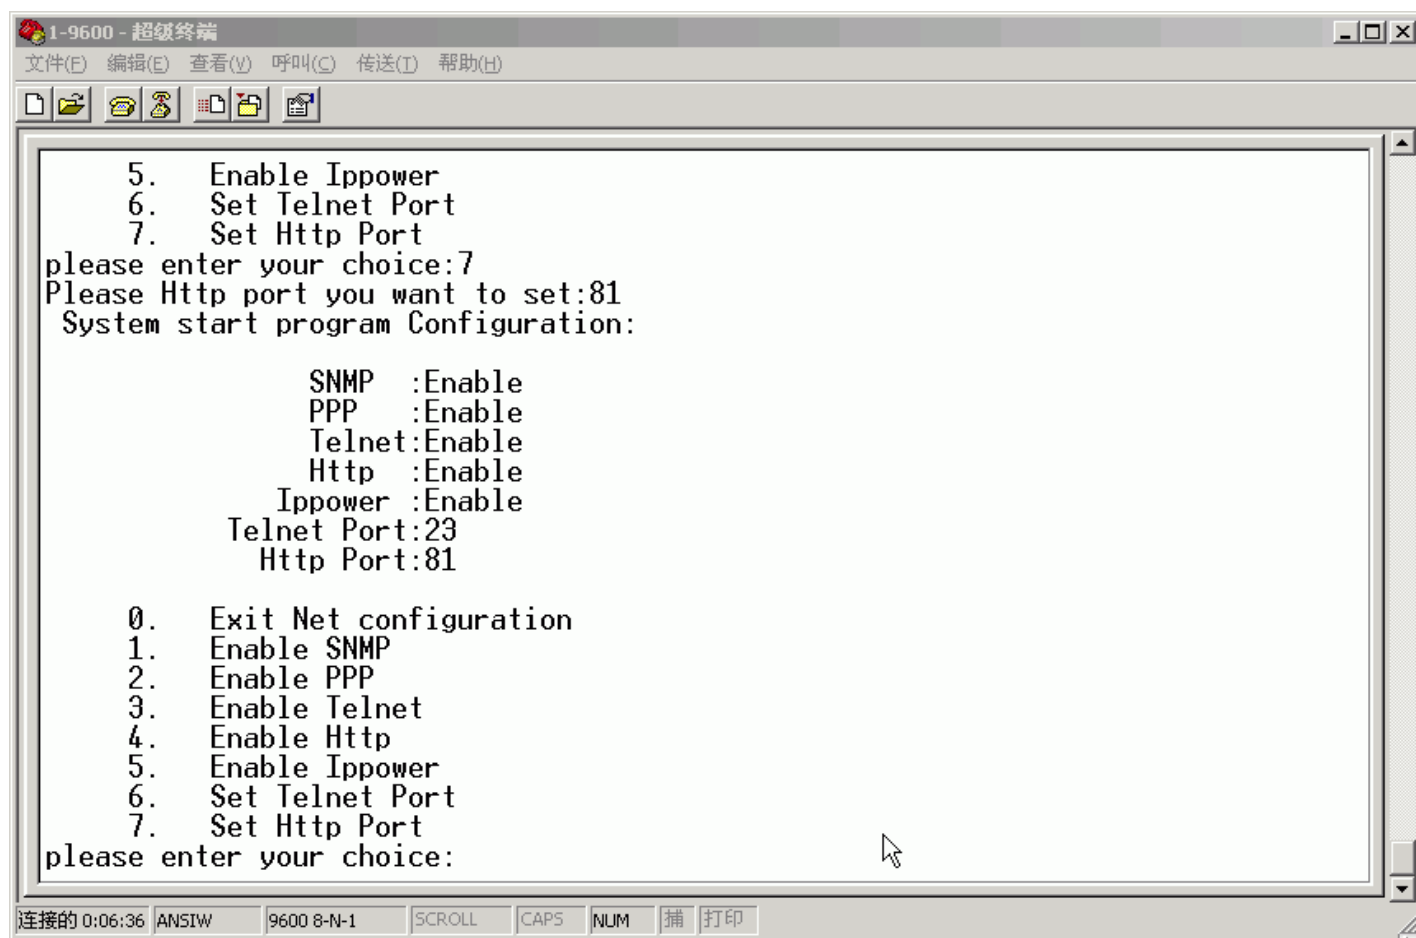 1-9600 - 超级终端
文件(F) 编辑(E) 查看(V) 呼叫(C) 传送(T) 帮助(H)
5. Enable Ippower
6. Set Telnet Port
7. Set Http Port
please enter your choice:7
Please Http port you want to set:81
System start program Configuration:
SNMP :Enable
PPP :Enable
Telnet:Enable
Http :Enable
Ippower :Enable
Telnet Port:23
Http Port:81
0. Exit Net configuration
1. Enable SNMP
2. Enable PPP
3. Enable Telnet
4. Enable Http
5. Enable Ippower
6. Set Telnet Port
7. Set Http Port
please enter your choice:
连接的 0:06:36 ANSIW 9600 8-N-1 SCROLL CAPS NUM 捕 打印